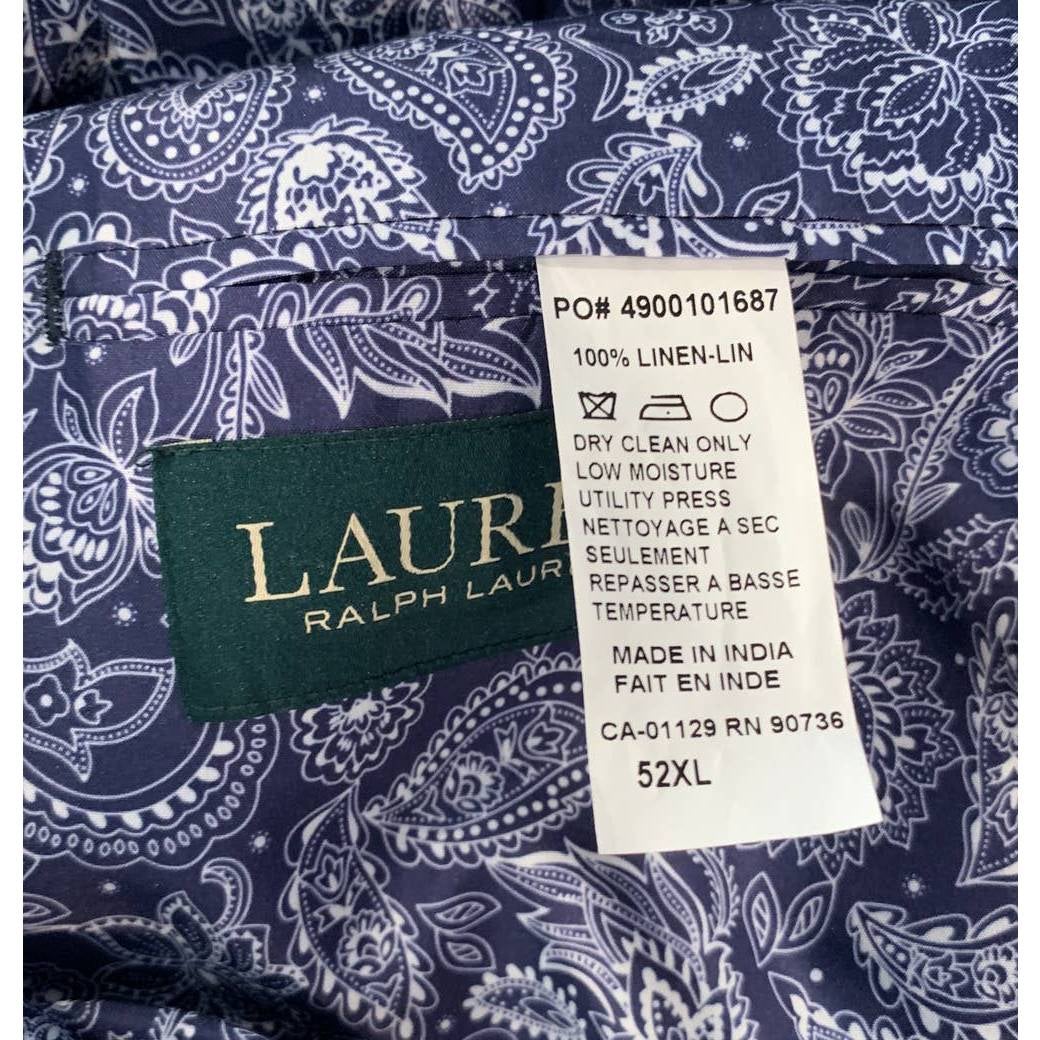 PO# 4900101687
100% LINEN-LIN
DRY CLEAN ONLY
LOW MOISTURE
UTILITY PRESS
NETTOYAGE A SEC
SEULEMENT
REPASSER A BASSE
TEMPERATURE
MADE IN INDIA
FAIT EN INDE
CA-01129 RN 90736
52XL
LAURE
RALPH LAUR